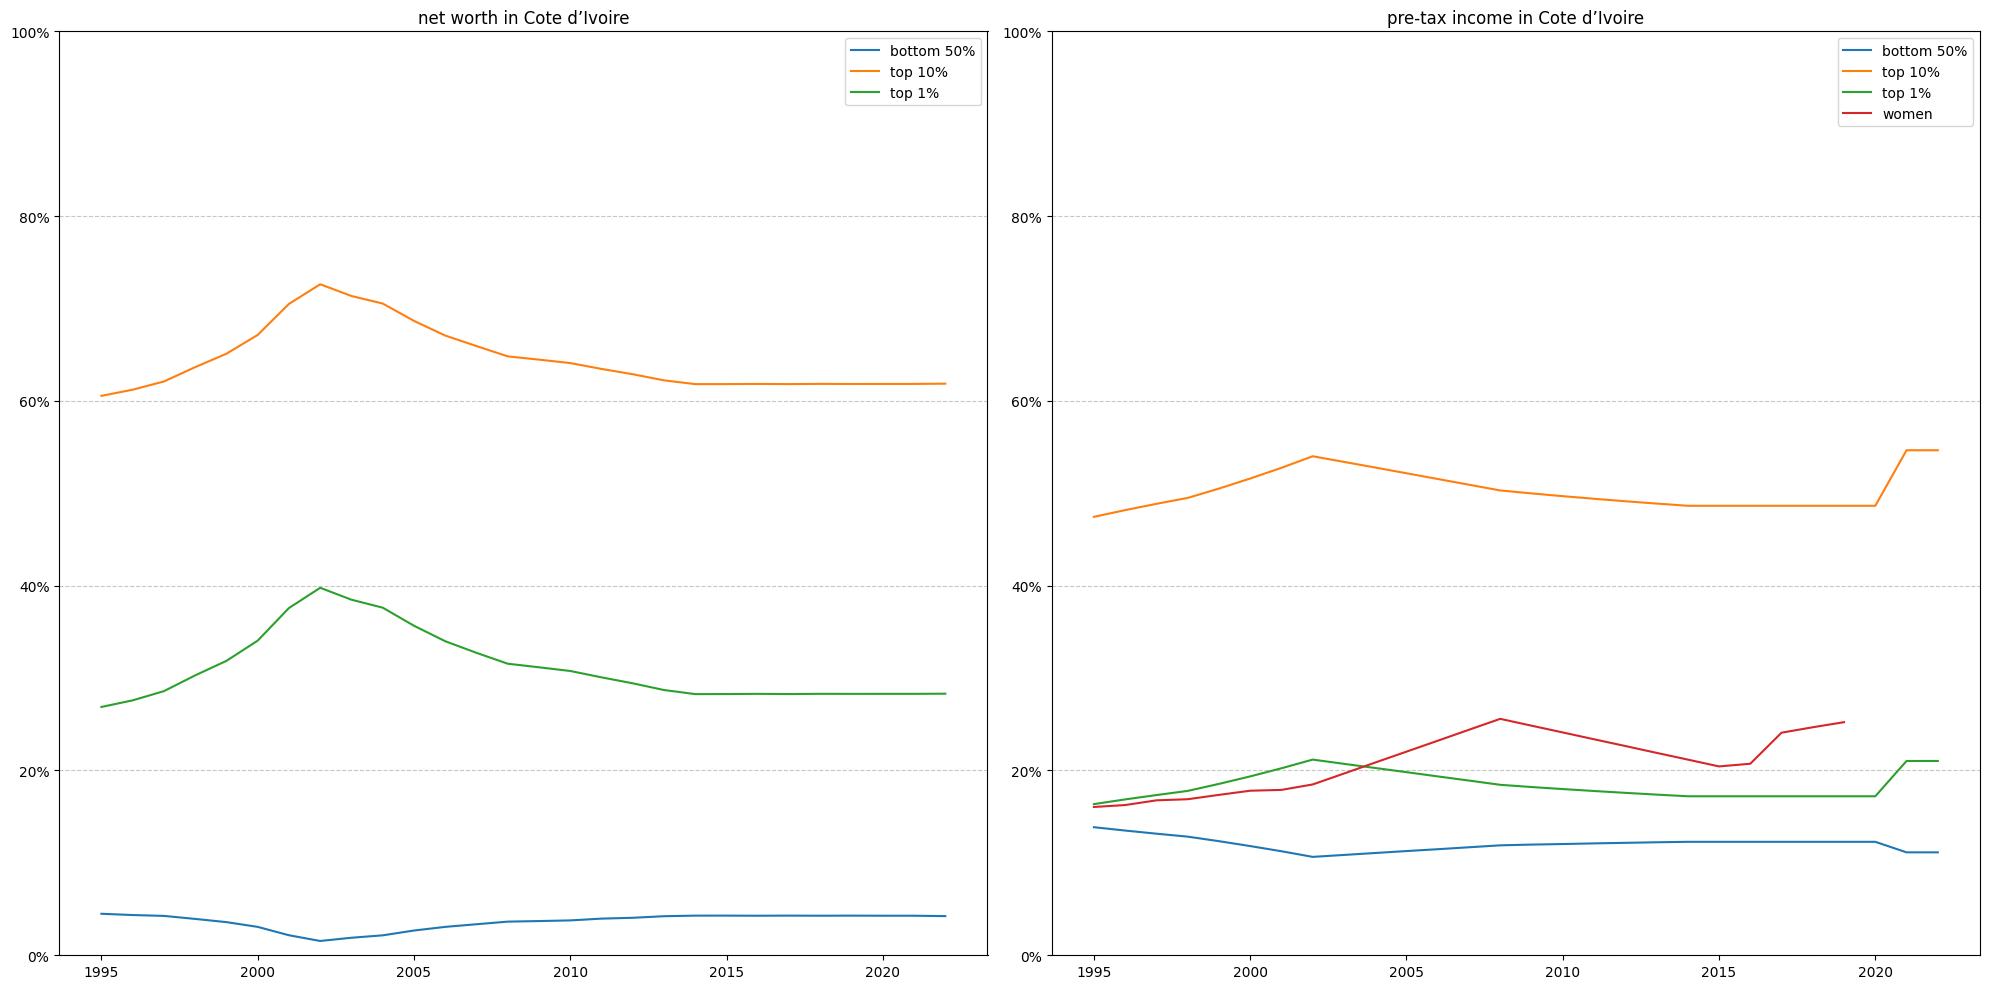 net worth in Cote d’Ivoire
100%
80%
60%
40%
20%
0%
1995 2000 2005 2010 2015 2020
bottom 50%
top 10%
top 1%
pre-tax income in Cote d’Ivoire
100%
80%
60%
40%
20%
0%
1995 2000 2005 2010 2015 2020
bottom 50%
top 10%
top 1%
women